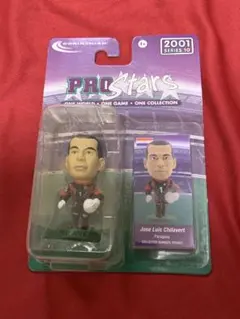 2001
SERIES 10
PRO Stars
ONE WORLD • ONE GAME • ONE COLLECTION
Jose Luis Chilavert
Paraguay